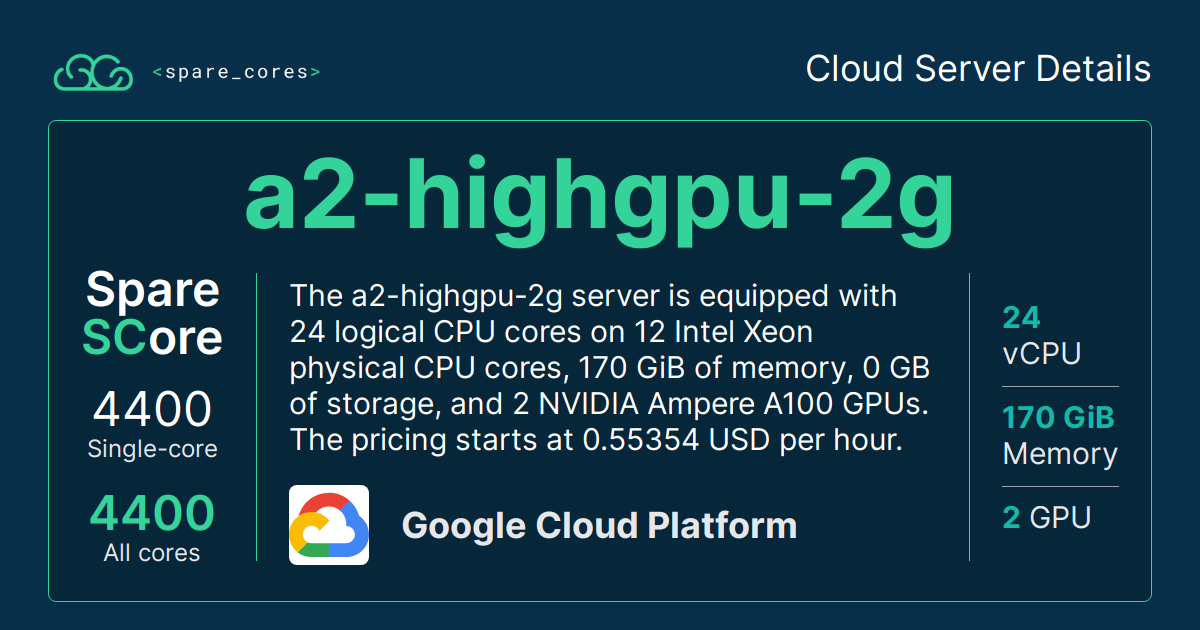 <spare_cores>
Cloud Server Details
a2-highgpu-2g
Spare
SCore
4400
Single-core
4400
All cores
The a2-highgpu-2g server is equipped with
24 logical CPU cores on 12 Intel Xeon
physical CPU cores, 170 GiB of memory, 0 GB
of storage, and 2 NVIDIA Ampere A100 GPUs.
The pricing starts at 0.55354 USD per hour.
Google Cloud Platform
24
vCPU
170 GiB
Memory
2 GPU